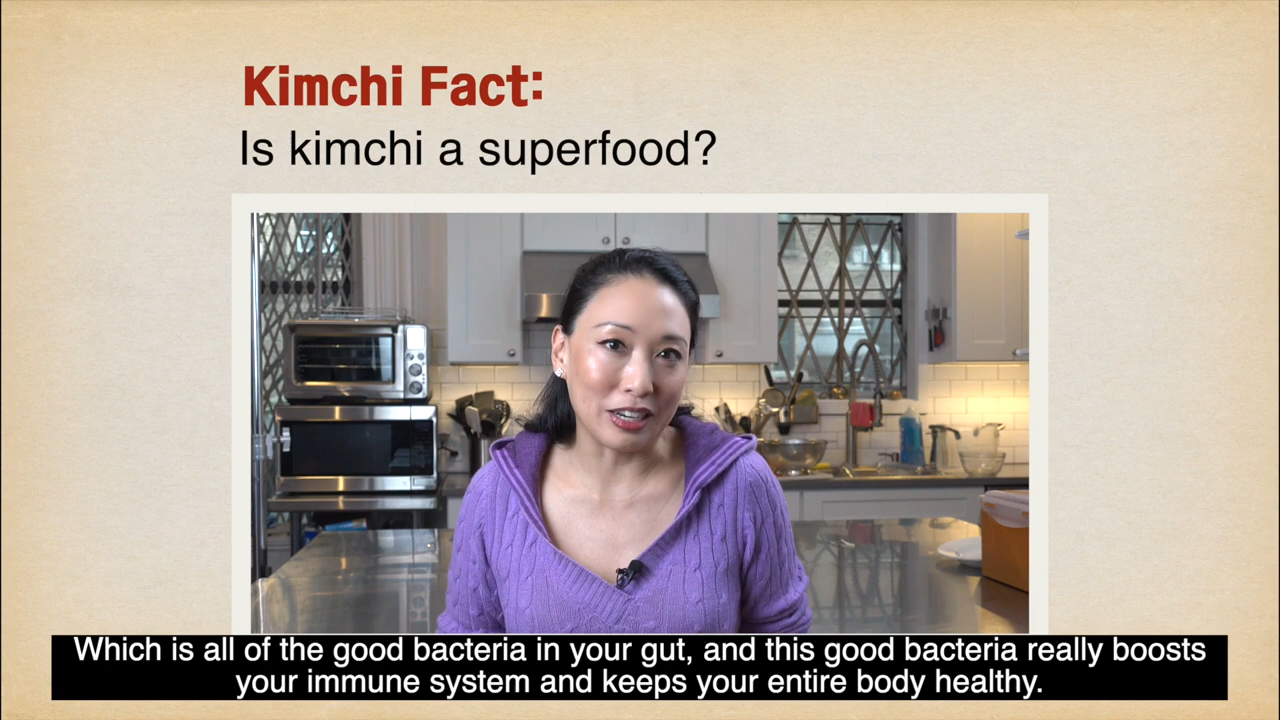 Kimchi Fact:
Is kimchi a superfood?
Which is all of the good bacteria in your gut, and this good bacteria really boosts
your immune system and keeps your entire body healthy.